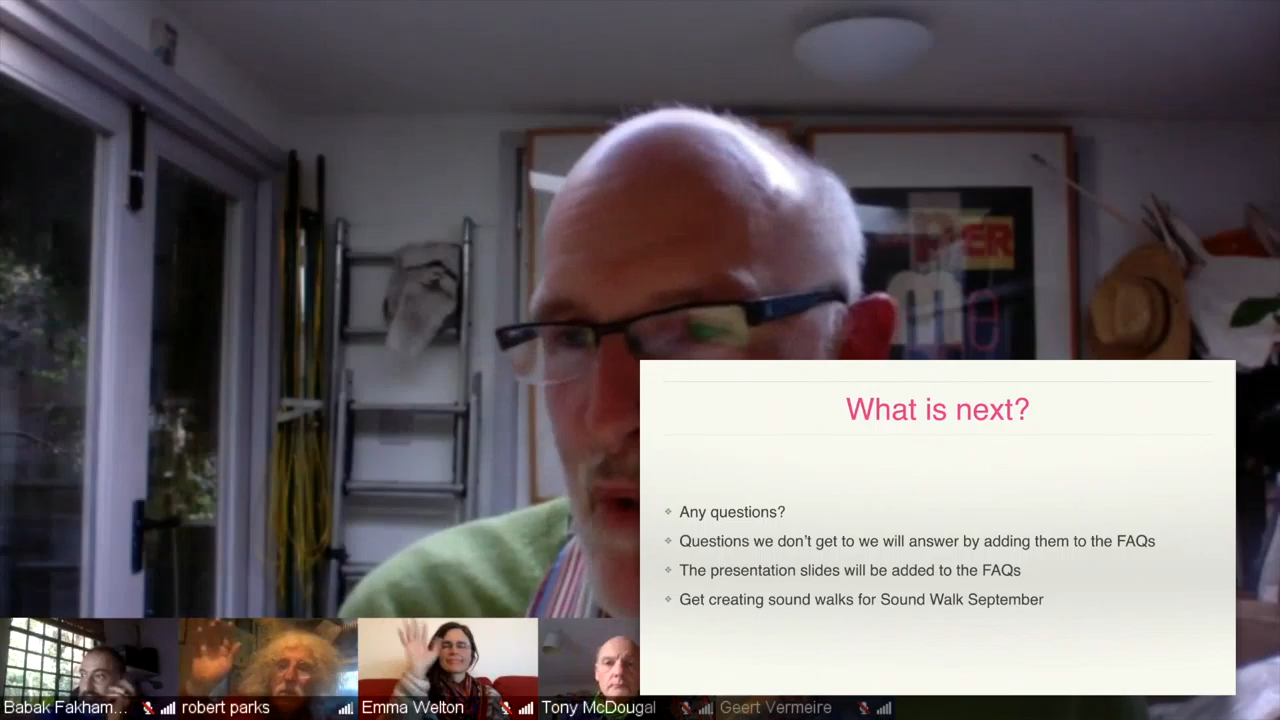 me
What is next?
Any questions?
Questions we don't get to we will answer by adding them to the FAQs
The presentation slides will be added to the FAQs
Get creating sound walks for Sound Walk September
Babak Fakham...
robert parks
Emma Welton
Tony McDougal
Geert Vermeire